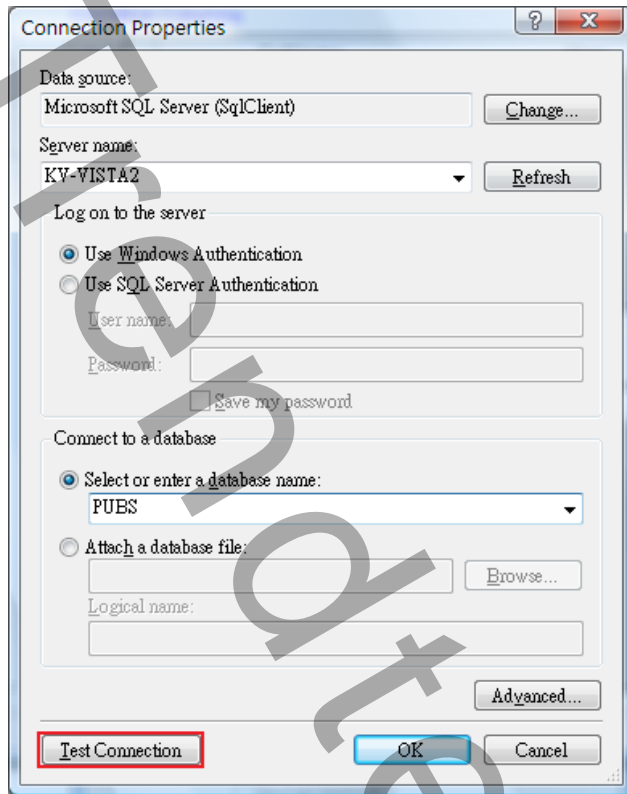 Connection Properties
Data source:
Microsoft SQL Server (SqlClient)
Change...
Server name:
KV-VISTA2
Refresh
Log on to the server
Use Windows Authentication
Use SQL Server Authentication
User name:
Password:
Save my password
Connect to a database
Select or enter a database name:
PUBS
Attach a database file:
Browse...
Logical name:
Advanced...
Test Connection
OK
Cancel
Trendte